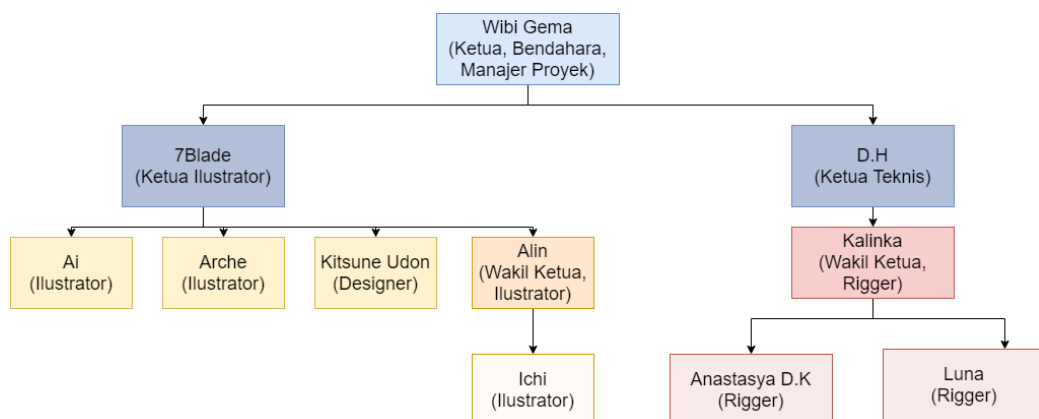 Wibi Gema
(Ketua, Bendahara,
Manajer Proyek)
7Blade
(Ketua Ilustrator)
D.H
(Ketua Teknis)
Ai
(Ilustrator)
Arche
(Ilustrator)
Kitsune Udon
(Designer)
Alin
(Wakil Ketua,
Ilustrator)
Kalinka
(Wakil Ketua,
Rigger)
Ichi
(Ilustrator)
Anastasya D.K
(Rigger)
Luna
(Rigger)